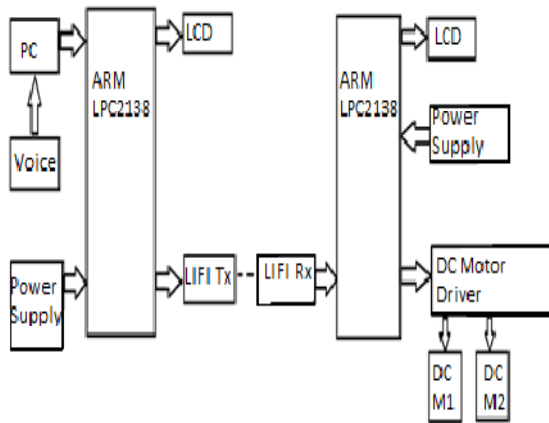 PC
Voice
Power
Supply
ARM
LPC2138
LCD
LIFI Tx
LIFI Rx
ARM
LPC2138
LCD
Power
Supply
DC Motor
Driver
DC
M1
DC
M2